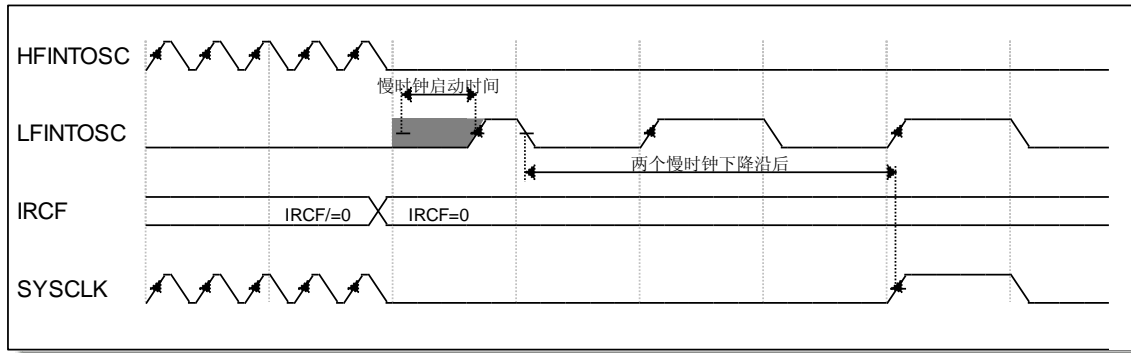 HFINTOSC
慢时钟启动时间
LFINTOSC
两个慢时钟下降沿后
IRCF
IRCF/=0
IRCF=0
SYSCLK